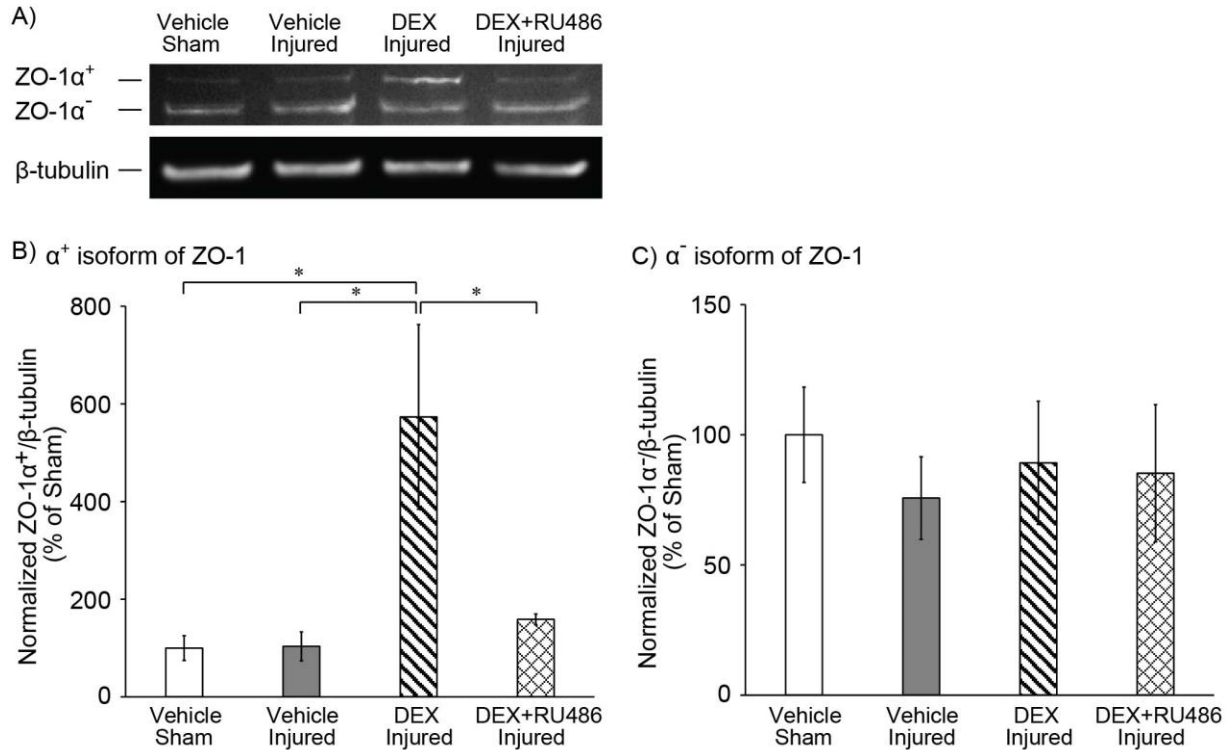 A)
Vehicle Sham
Vehicle Injured
DEX Injured
DEX+RU486 Injured
ZO-1α⁺
ZO-1α⁻
β-tubulin
B) α⁺ isoform of ZO-1
* * *
Normalized ZO-1α⁺/β-tubulin
(% of Sham)
800
600
400
200
0
Vehicle Sham
Vehicle Injured
DEX Injured
DEX+RU486 Injured
C) α⁻ isoform of ZO-1
Normalized ZO-1α⁻/β-tubulin
(% of Sham)
150
100
50
0
Vehicle Sham
Vehicle Injured
DEX Injured
DEX+RU486 Injured